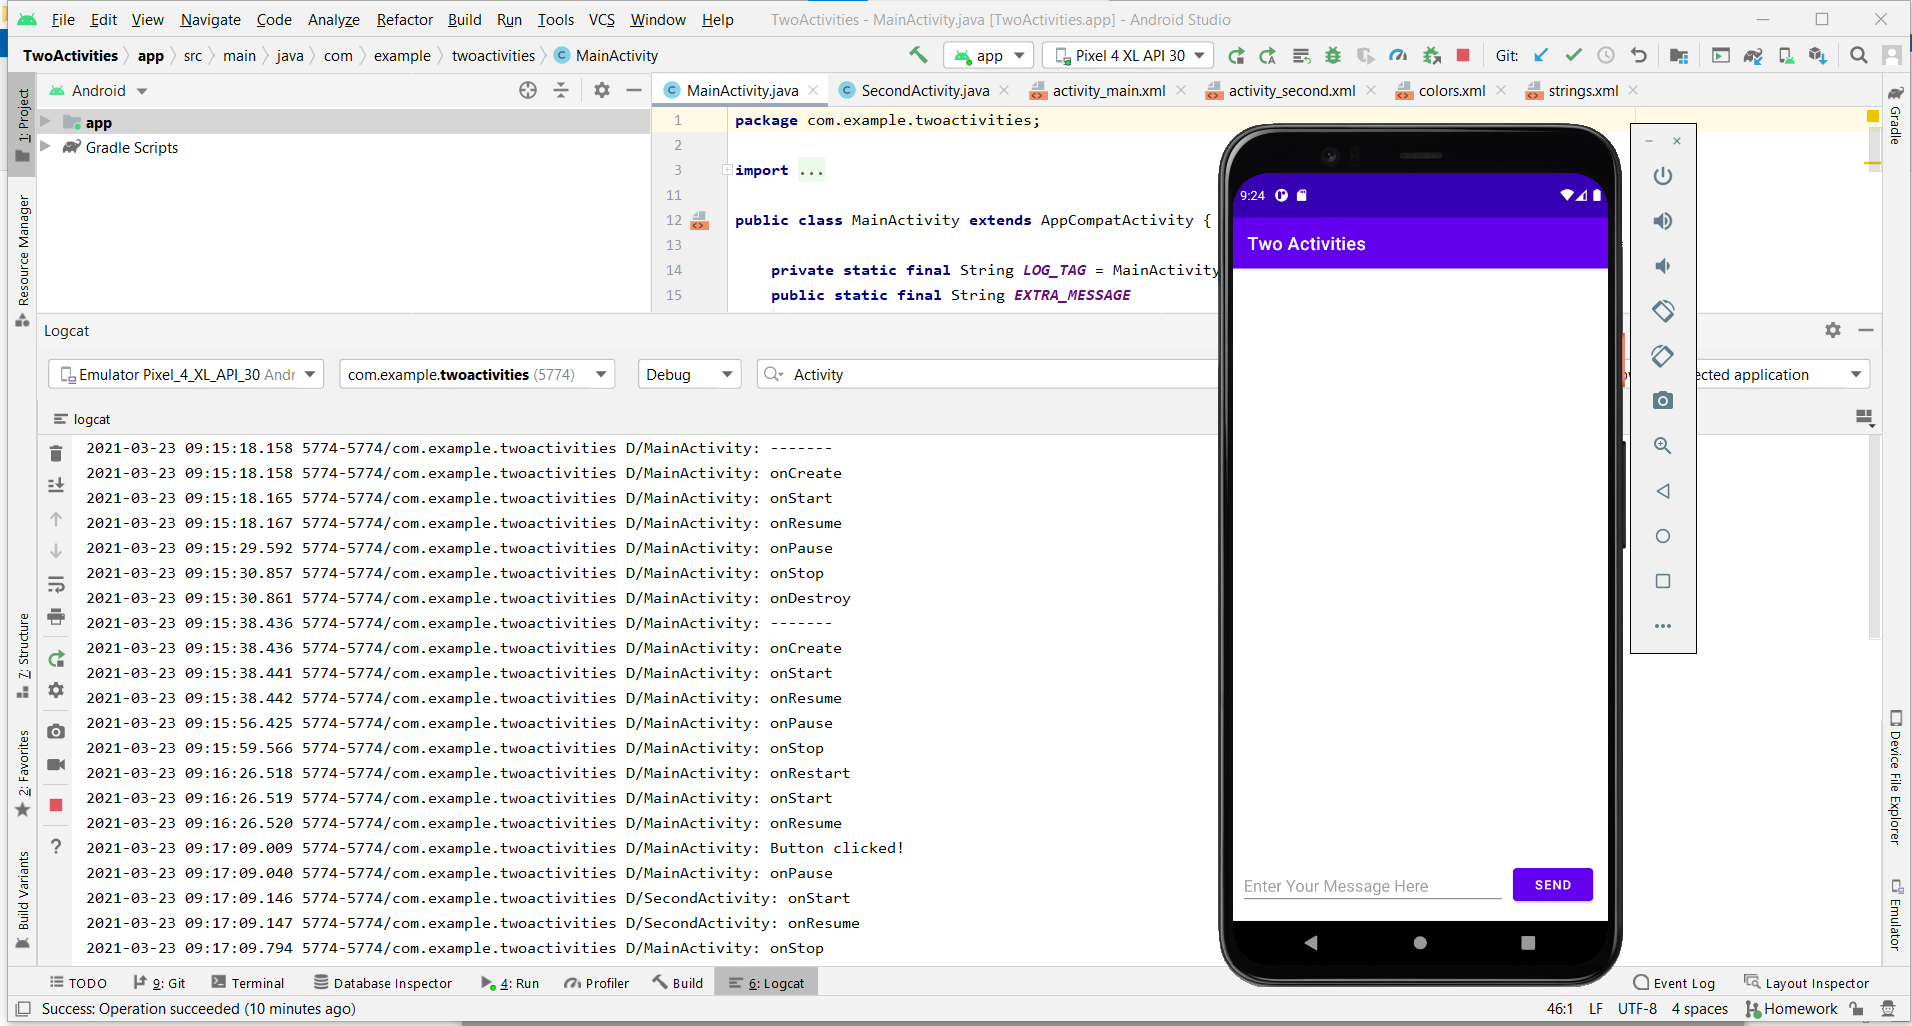 File Edit View Navigate Code Analyze Refactor Build Run Tools VCS Window Help TwoActivities - MainActivity.java [TwoActivities.app] - Android Studio
TwoActivities app src main java com example twoactivities C MainActivity app Pixel 4 XL API 30 Git:
Android
C MainActivity.java C SecondActivity.java activity_main.xml activity_second.xml colors.xml strings.xml
1: Project
Resource Manager
7: Structure
2: Favorites
Build Variants
app
Gradle Scripts
1 package com.example.twoactivities;
2
3 import ...
11
12 public class MainActivity extends AppCompatActivity {
13
14 private static final String LOG_TAG = MainActivity
15 public static final String EXTRA_MESSAGE
Gradle
Device File Explorer
Emulator
Logcat
Emulator Pixel_4_XL_API_30 Andr com.example.twoactivities (5774) Debug Activity ected application
logcat
2021-03-23 09:15:18.158 5774-5774/com.example.twoactivities D/MainActivity: -------
2021-03-23 09:15:18.158 5774-5774/com.example.twoactivities D/MainActivity: onCreate
2021-03-23 09:15:18.165 5774-5774/com.example.twoactivities D/MainActivity: onStart
2021-03-23 09:15:18.167 5774-5774/com.example.twoactivities D/MainActivity: onResume
2021-03-23 09:15:29.592 5774-5774/com.example.twoactivities D/MainActivity: onPause
2021-03-23 09:15:30.857 5774-5774/com.example.twoactivities D/MainActivity: onStop
2021-03-23 09:15:30.861 5774-5774/com.example.twoactivities D/MainActivity: onDestroy
2021-03-23 09:15:38.436 5774-5774/com.example.twoactivities D/MainActivity: -------
2021-03-23 09:15:38.436 5774-5774/com.example.twoactivities D/MainActivity: onCreate
2021-03-23 09:15:38.441 5774-5774/com.example.twoactivities D/MainActivity: onStart
2021-03-23 09:15:38.442 5774-5774/com.example.twoactivities D/MainActivity: onResume
2021-03-23 09:15:56.425 5774-5774/com.example.twoactivities D/MainActivity: onPause
2021-03-23 09:15:59.566 5774-5774/com.example.twoactivities D/MainActivity: onStop
2021-03-23 09:16:26.518 5774-5774/com.example.twoactivities D/MainActivity: onRestart
2021-03-23 09:16:26.519 5774-5774/com.example.twoactivities D/MainActivity: onStart
2021-03-23 09:16:26.520 5774-5774/com.example.twoactivities D/MainActivity: onResume
2021-03-23 09:17:09.009 5774-5774/com.example.twoactivities D/MainActivity: Button clicked!
2021-03-23 09:17:09.040 5774-5774/com.example.twoactivities D/MainActivity: onPause
2021-03-23 09:17:09.146 5774-5774/com.example.twoactivities D/SecondActivity: onStart
2021-03-23 09:17:09.147 5774-5774/com.example.twoactivities D/SecondActivity: onResume
2021-03-23 09:17:09.794 5774-5774/com.example.twoactivities D/MainActivity: onStop
9:24
Two Activities
Enter Your Message Here SEND
TODO 9: Git Terminal Database Inspector 4: Run Profiler Build 6: Logcat Event Log Layout Inspector
Success: Operation succeeded (10 minutes ago) 46:1 LF UTF-8 4 spaces Homework